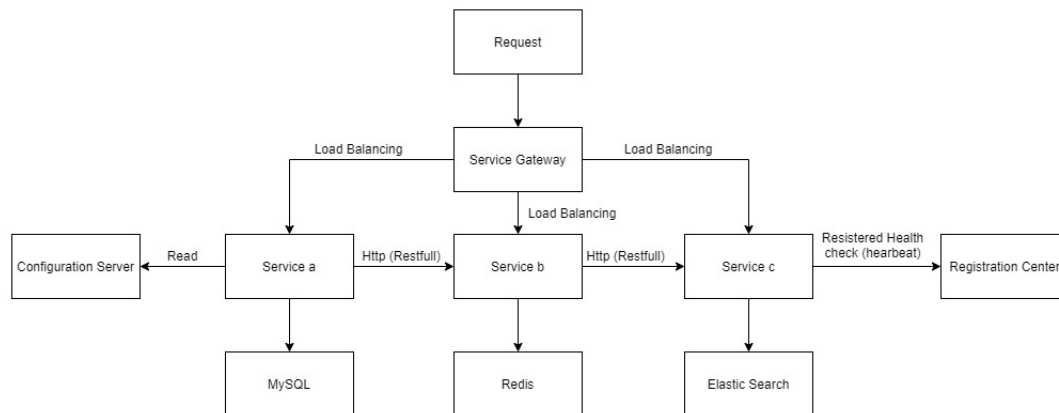 Request
Load Balancing
Service Gateway
Load Balancing
Load Balancing
Configuration Server
Read
Service a
Http (Restfull)
Service b
Http (Restfull)
Service c
Resistered Health
check (hearbeat)
Registration Center
MySQL
Redis
Elastic Search